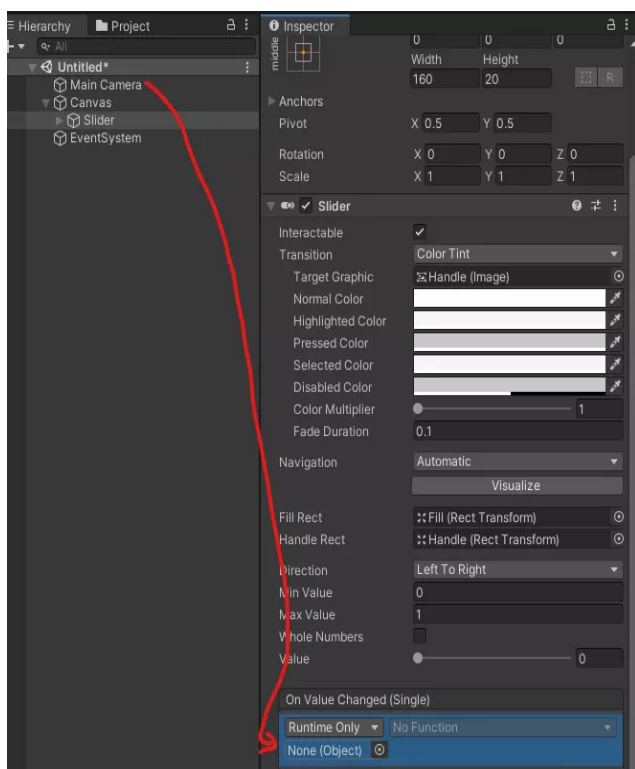 Hierarchy
Project
All
Untitled*
Main Camera
Canvas
Slider
EventSystem
Inspector
middle
0 0 0
Width Height
160 20
R
Anchors
Pivot X 0.5 Y 0.5
Rotation X 0 Y 0 Z 0
Scale X 1 Y 1 Z 1
Slider
Interactable
Transition Color Tint
Target Graphic Handle (Image)
Normal Color
Highlighted Color
Pressed Color
Selected Color
Disabled Color
Color Multiplier 1
Fade Duration 0.1
Navigation Automatic
Visualize
Fill Rect Fill (Rect Transform)
Handle Rect Handle (Rect Transform)
Direction Left To Right
Min Value 0
Max Value 1
Whole Numbers
Value 0
On Value Changed (Single)
Runtime Only No Function
None (Object)